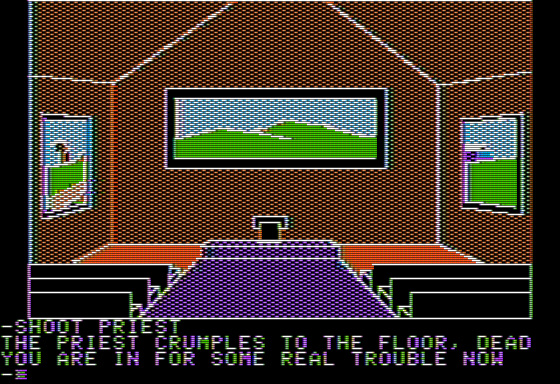 -SHOOT PRIEST
THE PRIEST CRUMPLES TO THE FLOOR, DEAD
YOU ARE IN FOR SOME REAL TROUBLE NOW
-